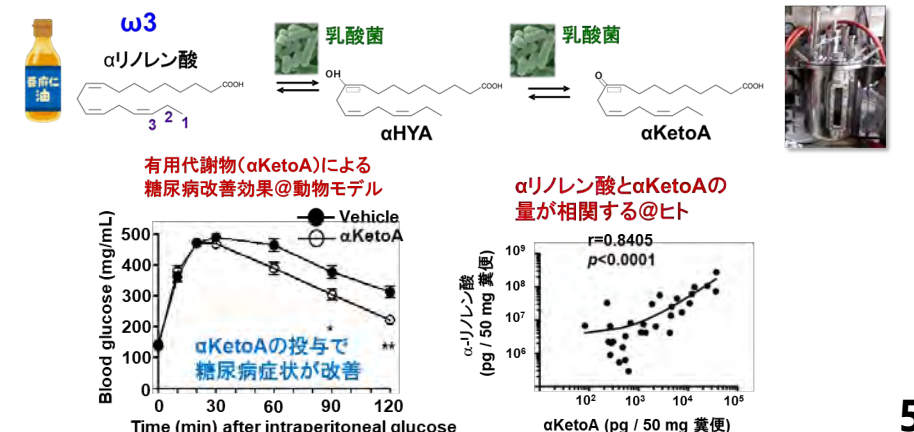 ω3
αリノレン酸
亜麻仁
油
COOH
3 2 1
乳酸菌
OH
COOH
αHYA
乳酸菌
O
COOH
αKetoA
有用代謝物(αKetoA)による
糖尿病改善効果@動物モデル
Vehicle
αKetoA
Blood glucose (mg/mL)
500
400
300
200
100
0
*
**
αKetoAの投与で
糖尿病症状が改善
0 30 60 90 120
Time (min) after intraperitoneal glucose
αリノレン酸とαKetoAの
量が相関する@ヒト
r=0.8405
p<0.0001
α-リノレン酸
(pg / 50 mg 糞便)
10⁹
10⁸
10⁷
10⁶
10² 10³ 10⁴ 10⁵
αKetoA (pg / 50 mg 糞便)
5